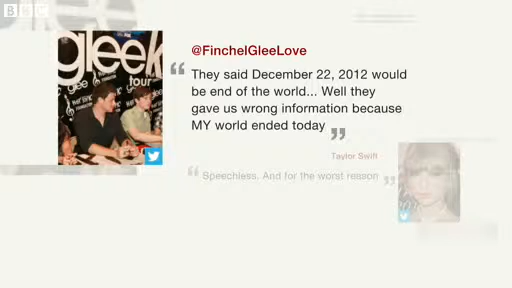 BBC
glee
tour
@FinchelGleeLove
They said December 22, 2012 would
be end of the world... Well they
gave us wrong information because
MY world ended today
Taylor Swift
Speechless. And for the worst reason